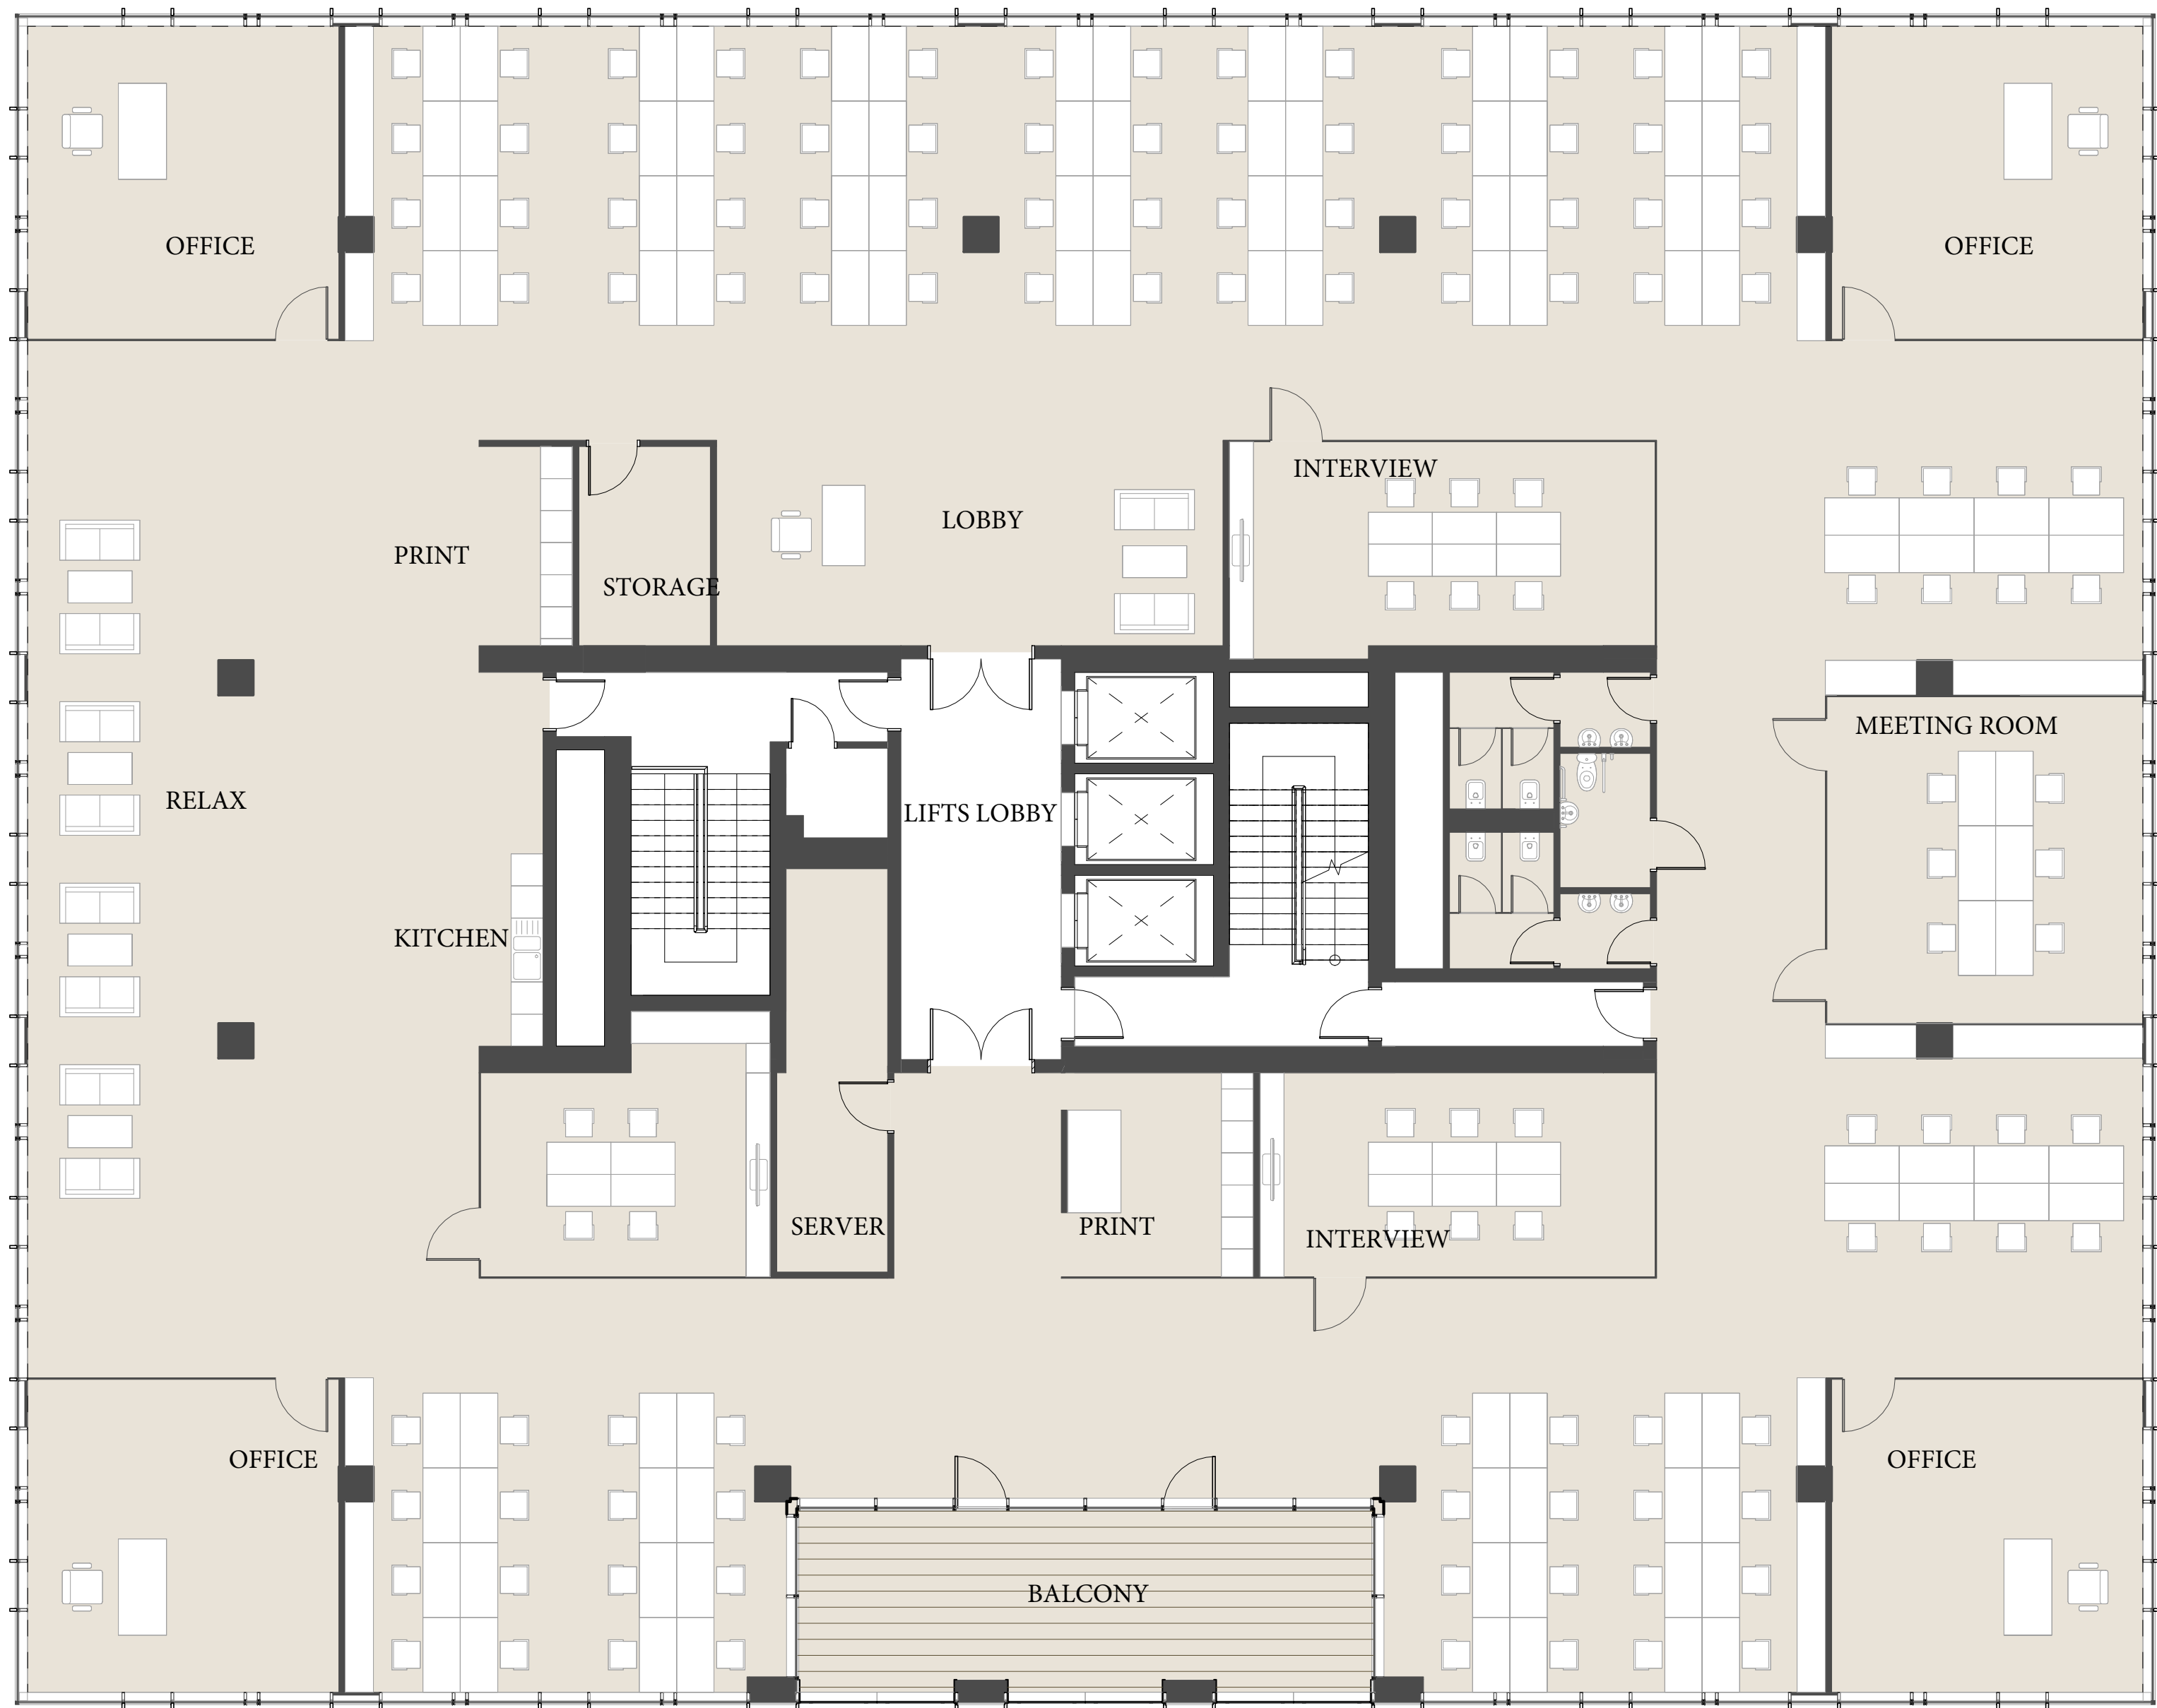 OFFICE
OFFICE
INTERVIEW
LOBBY
PRINT
STORAGE
MEETING ROOM
RELAX
LIFTS LOBBY
KITCHEN
SERVER
PRINT
INTERVIEW
OFFICE
OFFICE
BALCONY